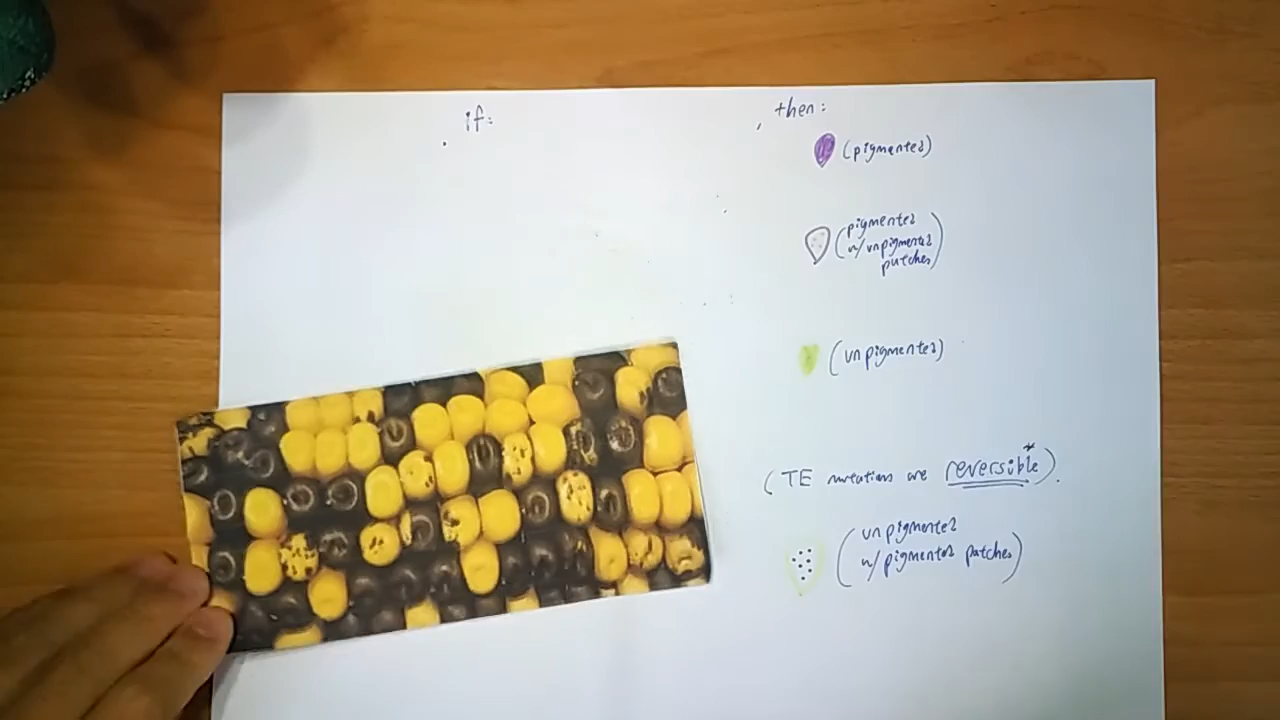 if:
then:
(pigmented)
(pigmented
w/unpigmented
patches)
(unpigmented)
(TE mutations are reversible*).
(unpigmented
w/pigmented patches)